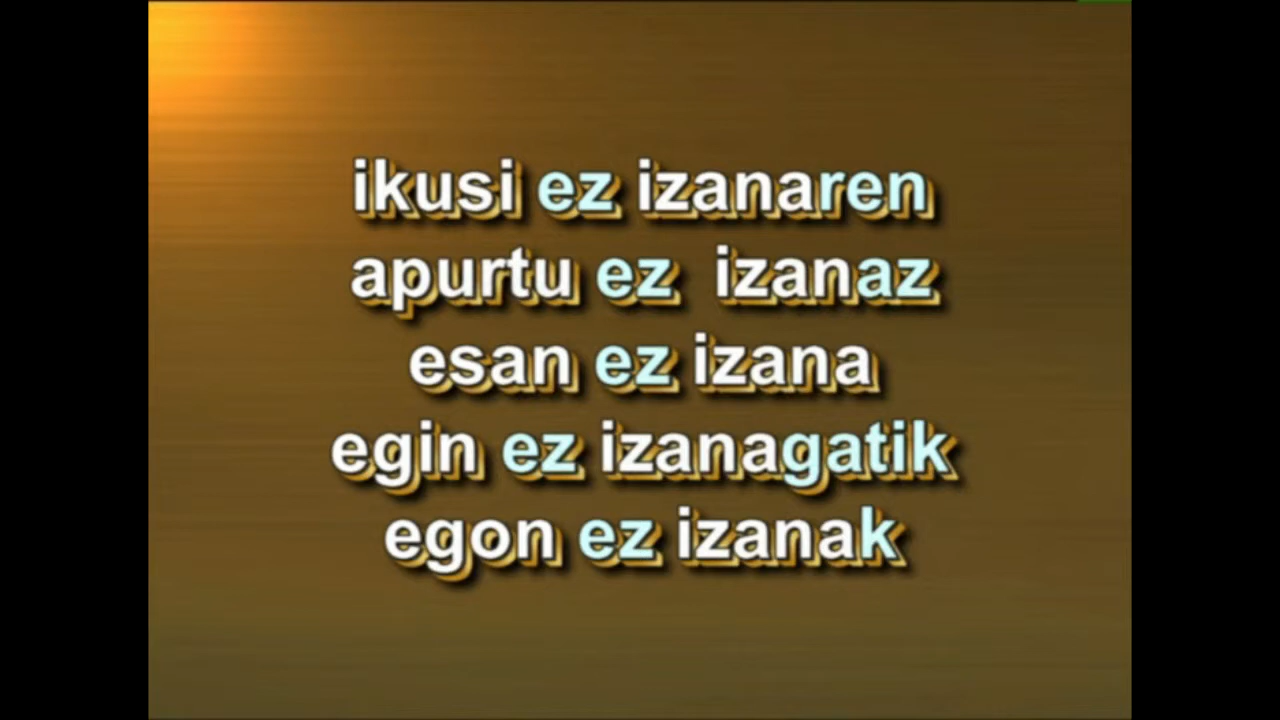 ikusi ez izanaren
apurtu ez izanaz
esan ez izana
egin ez izanagatik
egon ez izanak